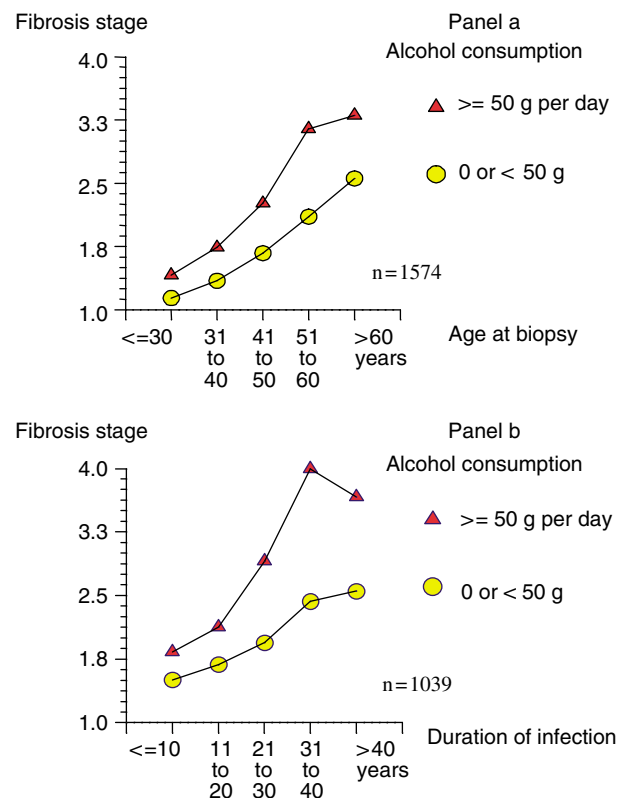 Fibrosis stage
Panel a
Alcohol consumption
4.0
3.3
2.5
1.8
1.0
>= 50 g per day
0 or < 50 g
n=1574
<=30 31 to 40 41 to 50 51 to 60 >60 years
Age at biopsy
Fibrosis stage
Panel b
Alcohol consumption
4.0
3.3
2.5
1.8
1.0
>= 50 g per day
0 or < 50 g
n=1039
<=10 11 to 20 21 to 30 31 to 40 >40 years
Duration of infection